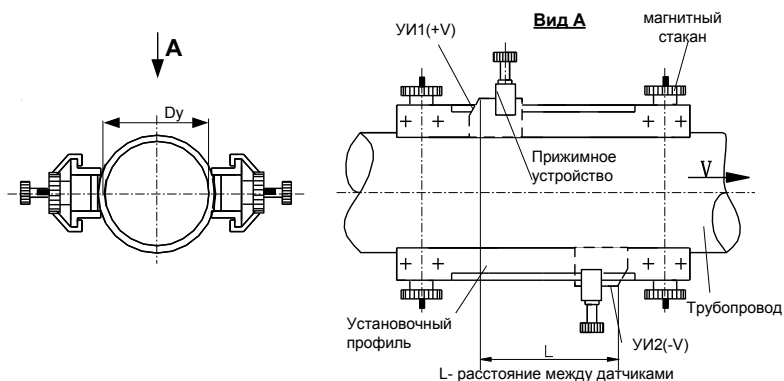 А
Dy
Вид А
УИ1(+V)
магнитный
стакан
Прижимное
устройство
V
Трубопровод
Установочный
профиль
УИ2(-V)
L
L- расстояние между датчиками